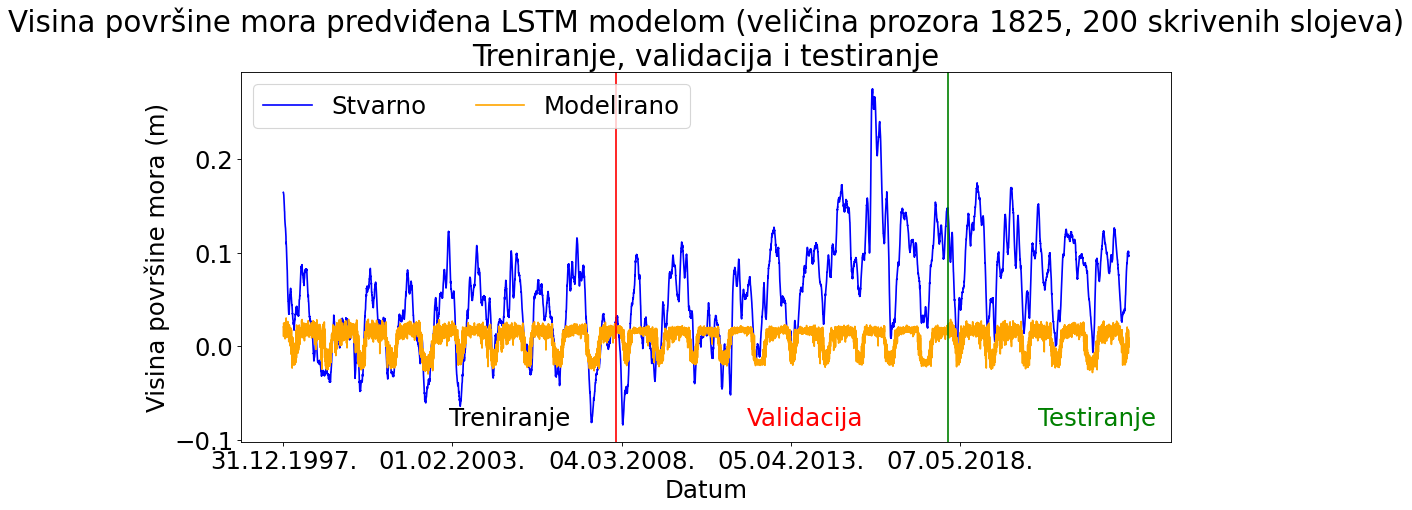 Visina površine mora predviđena LSTM modelom (veličina prozora 1825, 200 skrivenih slojeva)
Treniranje, validacija i testiranje
Stvarno
Modelirano
Visina površine mora (m)
0.2
0.1
0.0
−0.1
Treniranje
Validacija
Testiranje
31.12.1997.
01.02.2003.
04.03.2008.
05.04.2013.
07.05.2018.
Datum